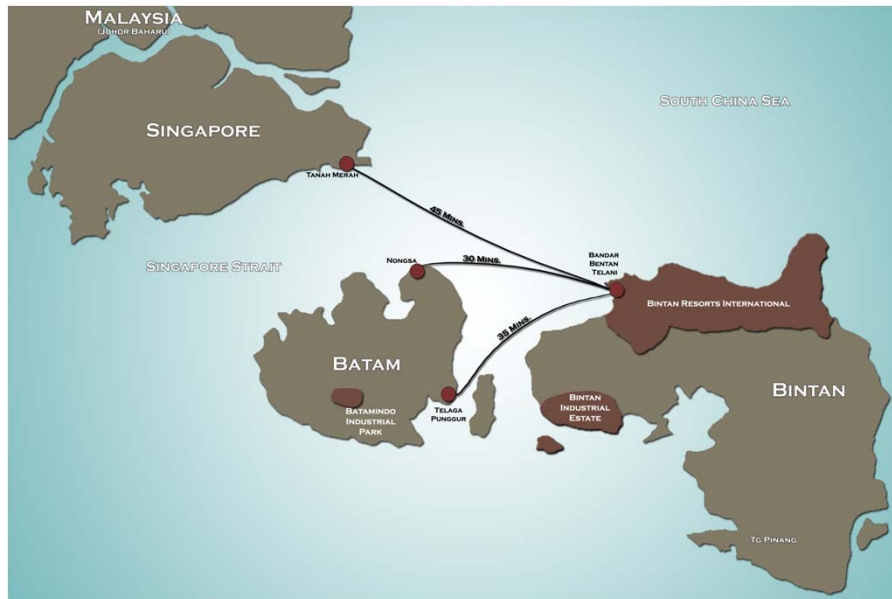 MALAYSIA
(JOHOR BAHARU)
SOUTH CHINA SEA
SINGAPORE
TANAH MERAH
45 MINS.
SINGAPORE STRAIT
NONGSA
30 MINS.
BANDAR
BENTAN
TELANI
BINTAN RESORTS INTERNATIONAL
35 MINS.
BATAM
BINTAN
BATAMINDO
INDUSTRIAL
PARK
TELAGA
PUNGGUR
BINTAN
INDUSTRIAL
ESTATE
TG PINANG